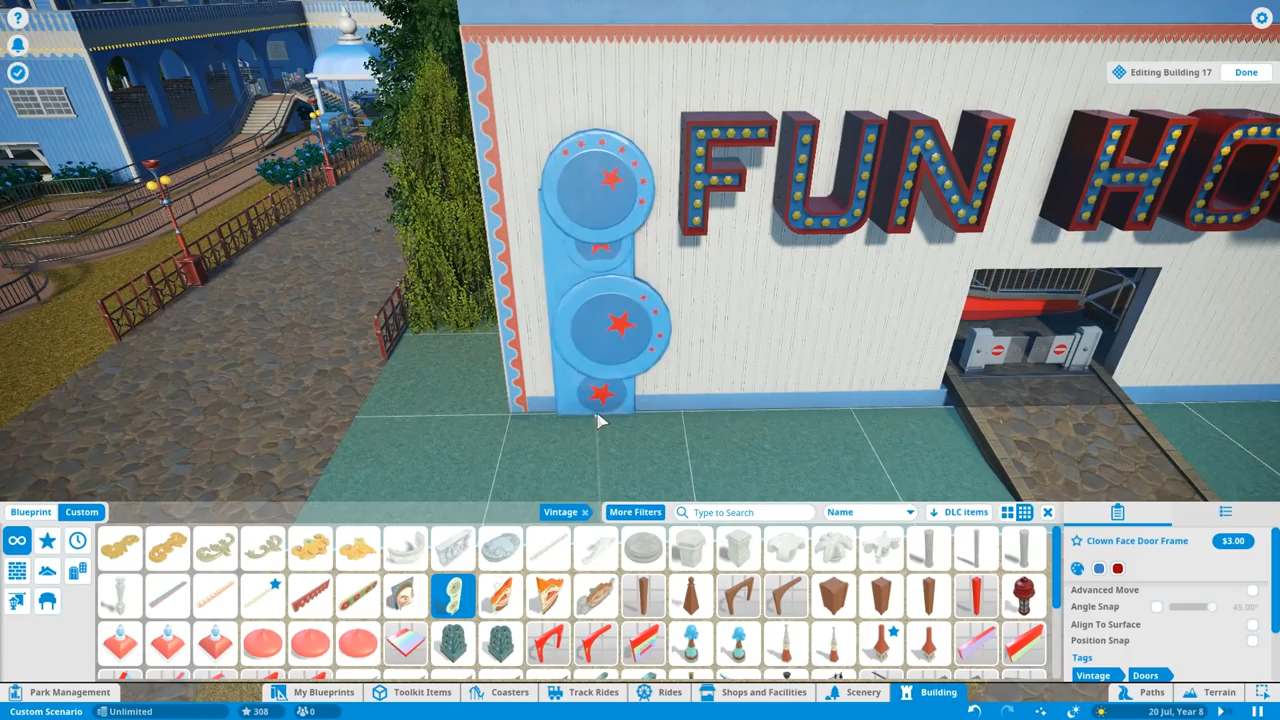 ?
Editing Building 17 Done
FUN HO
Blueprint Custom Vintage × More Filters Type to Search Name DLC items
Clown Face Door Frame $3.00
Advanced Move
Angle Snap 45.00°
Align To Surface
Position Snap
Tags
Vintage Doors
Park Management My Blueprints Toolkit Items Coasters Track Rides Rides Shops and Facilities Scenery Building Paths Terrain
Custom Scenario Unlimited 308 0 20 Jul, Year 8